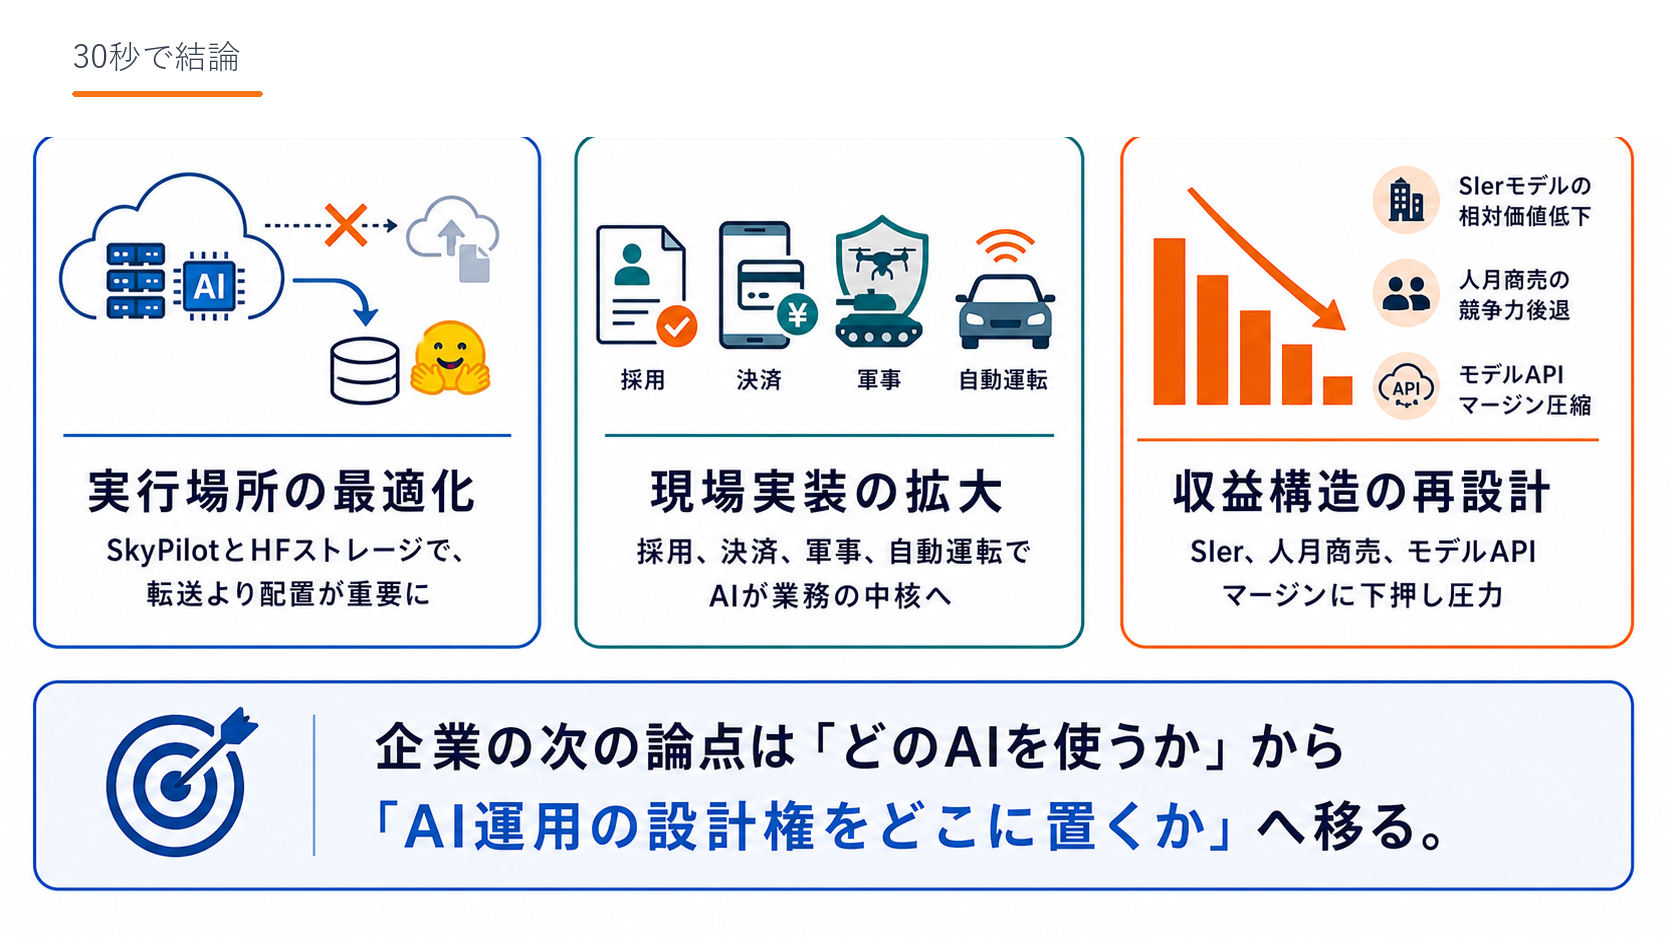 30秒で結論
AI
採用
決済
軍事
自動運転
¥
SIerモデルの
相対価値低下
人月商売の
競争力後退
API
モデルAPI
マージン圧縮
実行場所の最適化
SkyPilotとHFストレージで、
転送より配置が重要に
現場実装の拡大
採用、決済、軍事、自動運転で
AIが業務の中核へ
収益構造の再設計
SIer、人月商売、モデルAPI
マージンに下押し圧力
企業の次の論点は「どのAIを使うか」から
「AI運用の設計権をどこに置くか」へ移る。